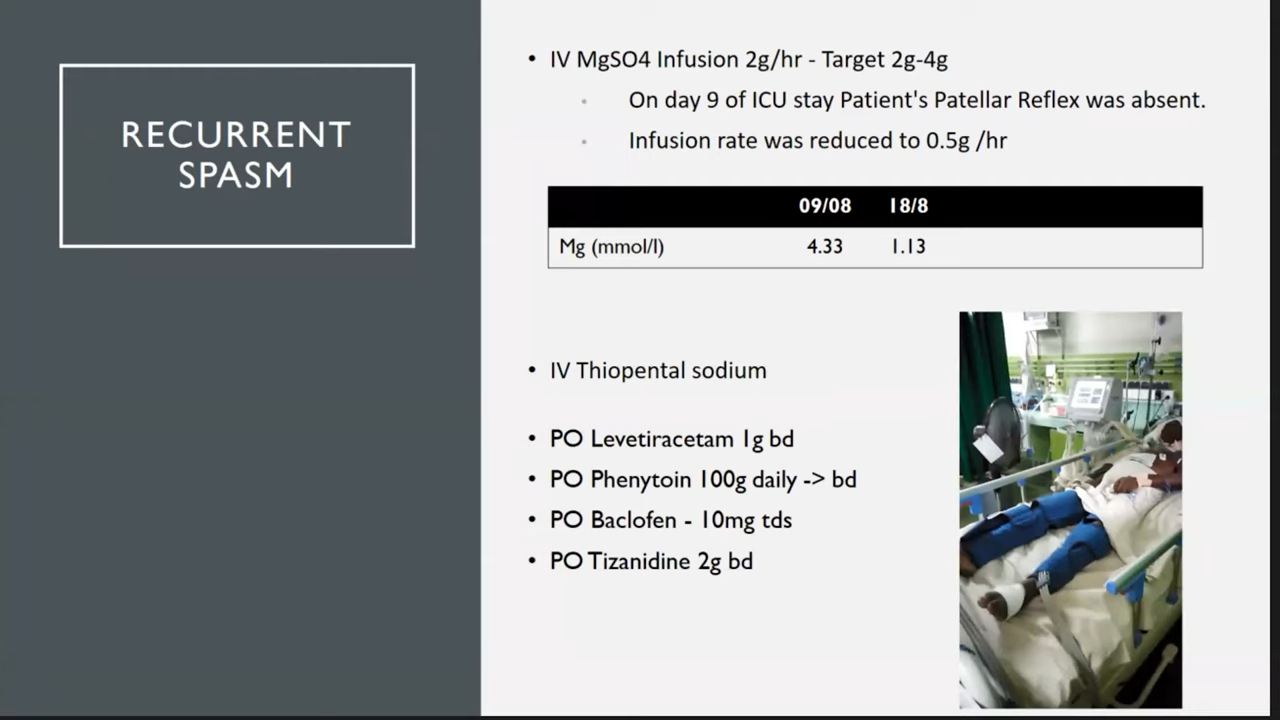 RECURRENT
SPASM
• IV MgSO4 Infusion 2g/hr - Target 2g-4g
• On day 9 of ICU stay Patient's Patellar Reflex was absent.
• Infusion rate was reduced to 0.5g /hr
09/08 18/8
Mg (mmol/l) 4.33 1.13
• IV Thiopental sodium
• PO Levetiracetam 1g bd
• PO Phenytoin 100g daily -> bd
• PO Baclofen - 10mg tds
• PO Tizanidine 2g bd